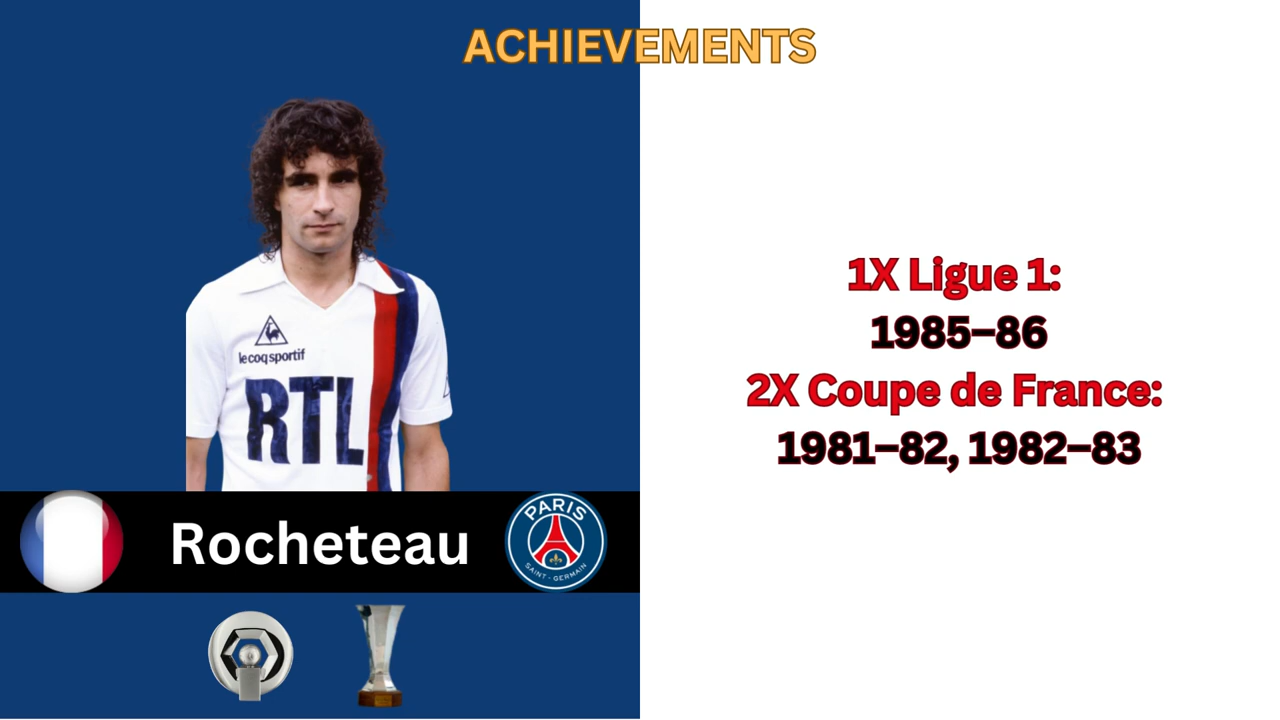 ACHIEVEMENTS
le coq sportif
RTL
Rocheteau
PARIS
SAINT-GERMAIN
1X Ligue 1:
1985–86
2X Coupe de France:
1981–82, 1982–83